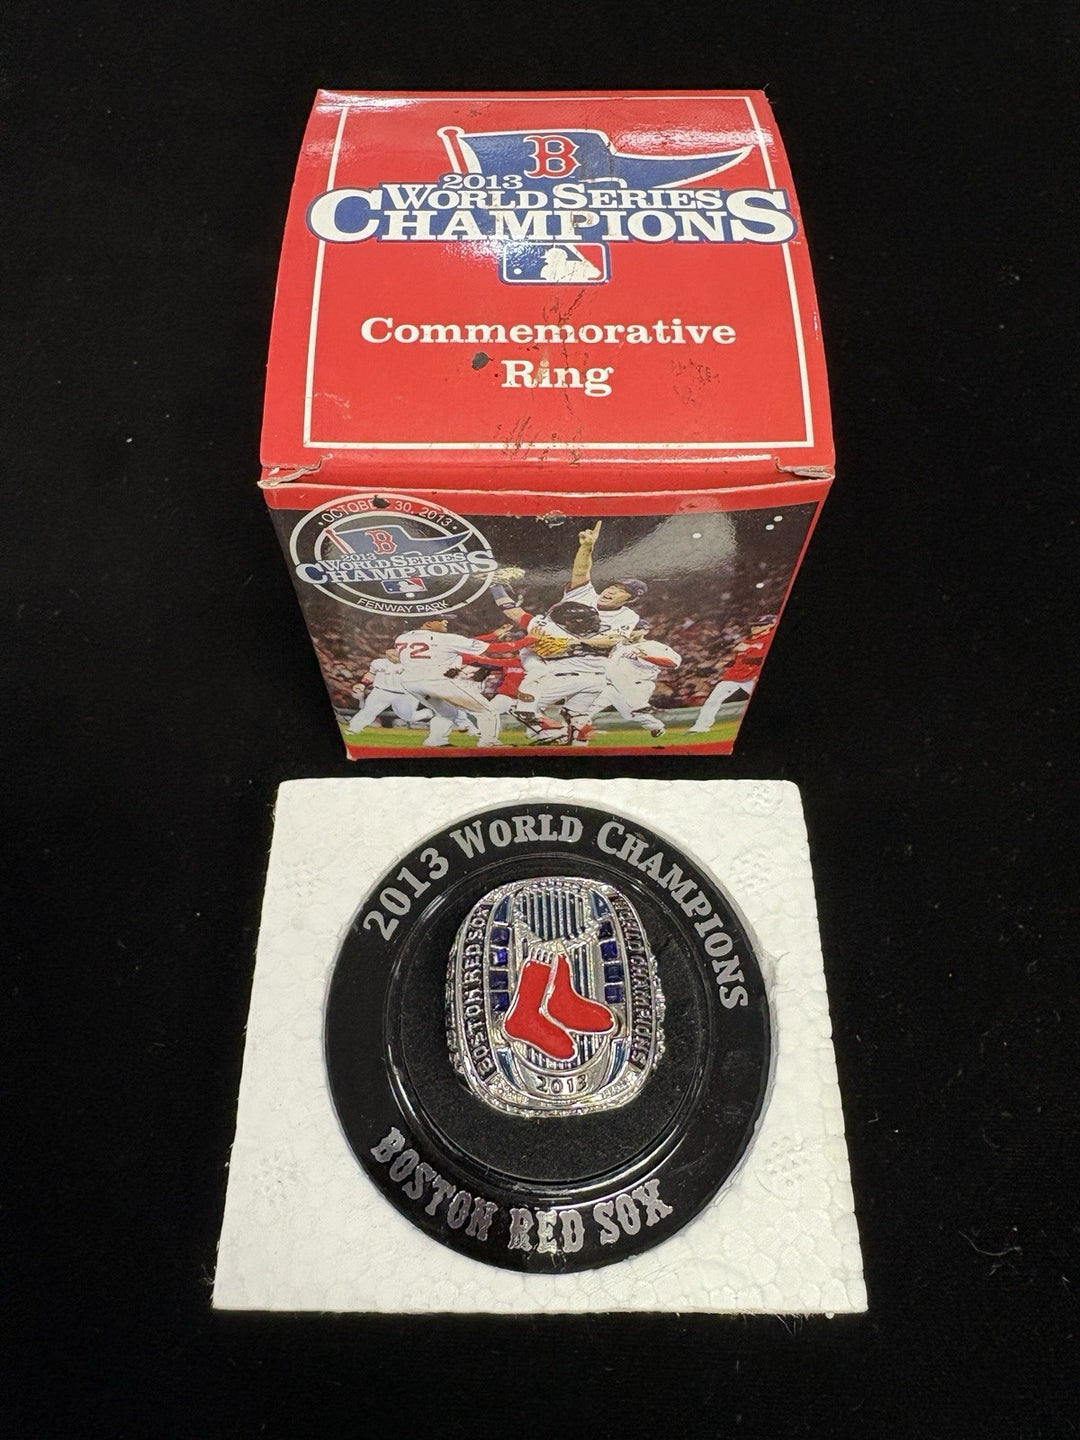 B
2013
WORLD SERIES
CHAMPIONS
Commemorative
Ring
OCTOBER 30, 2013
B
2013
WORLD SERIES
CHAMPIONS
FENWAY PARK
72
2013 WORLD CHAMPIONS
BOSTON RED SOX
WORLD CHAMPIONS
2013
BOSTON RED SOX